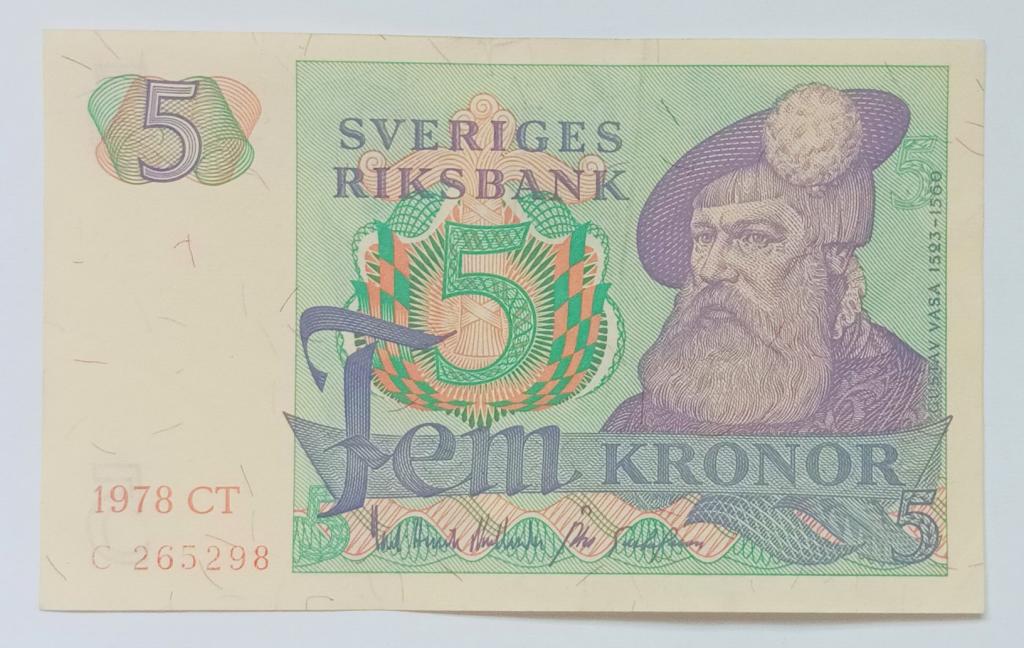 5
SVERIGES
RIKSBANK
5
5
GUSTAV VASA 1523-1560
Fem KRONOR
1978 CT
C 265298
5
5